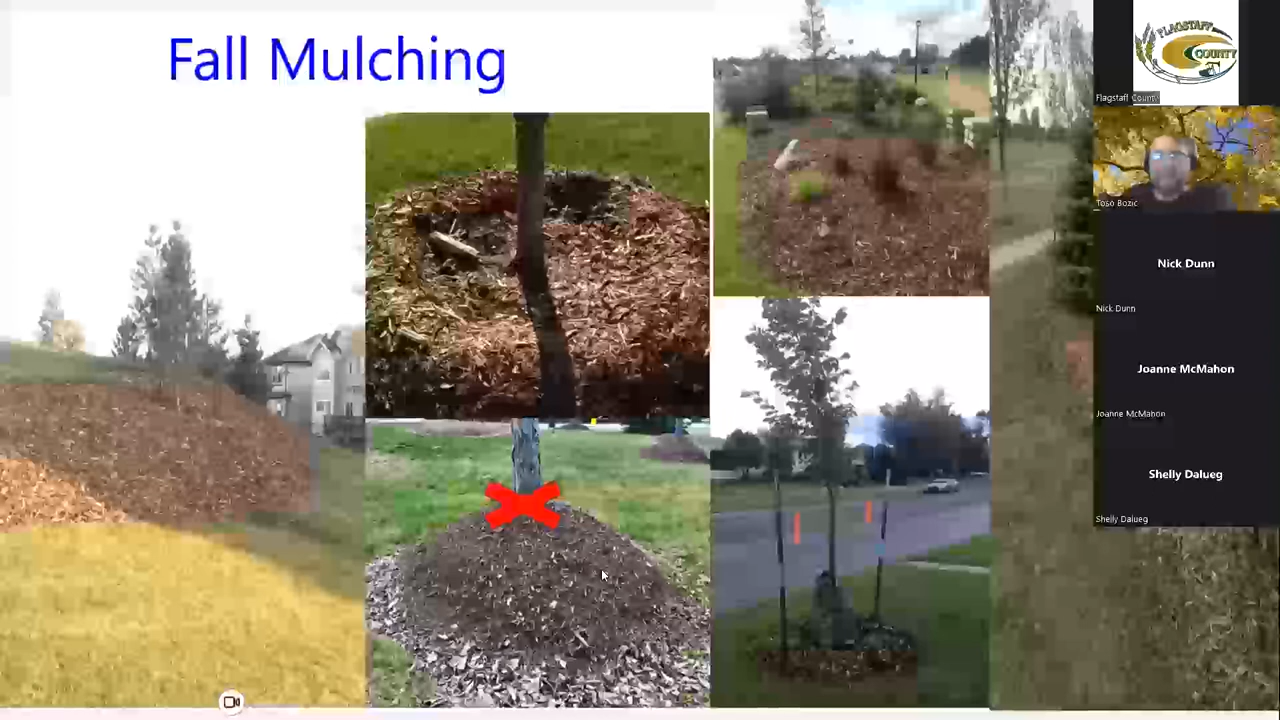 Fall Mulching
FLAGSTAFF
COUNTY
Flagstaff County
Toso Bozic
Nick Dunn
Nick Dunn
Joanne McMahon
Joanne McMahon
Shelly Dalueg
Shelly Dalueg